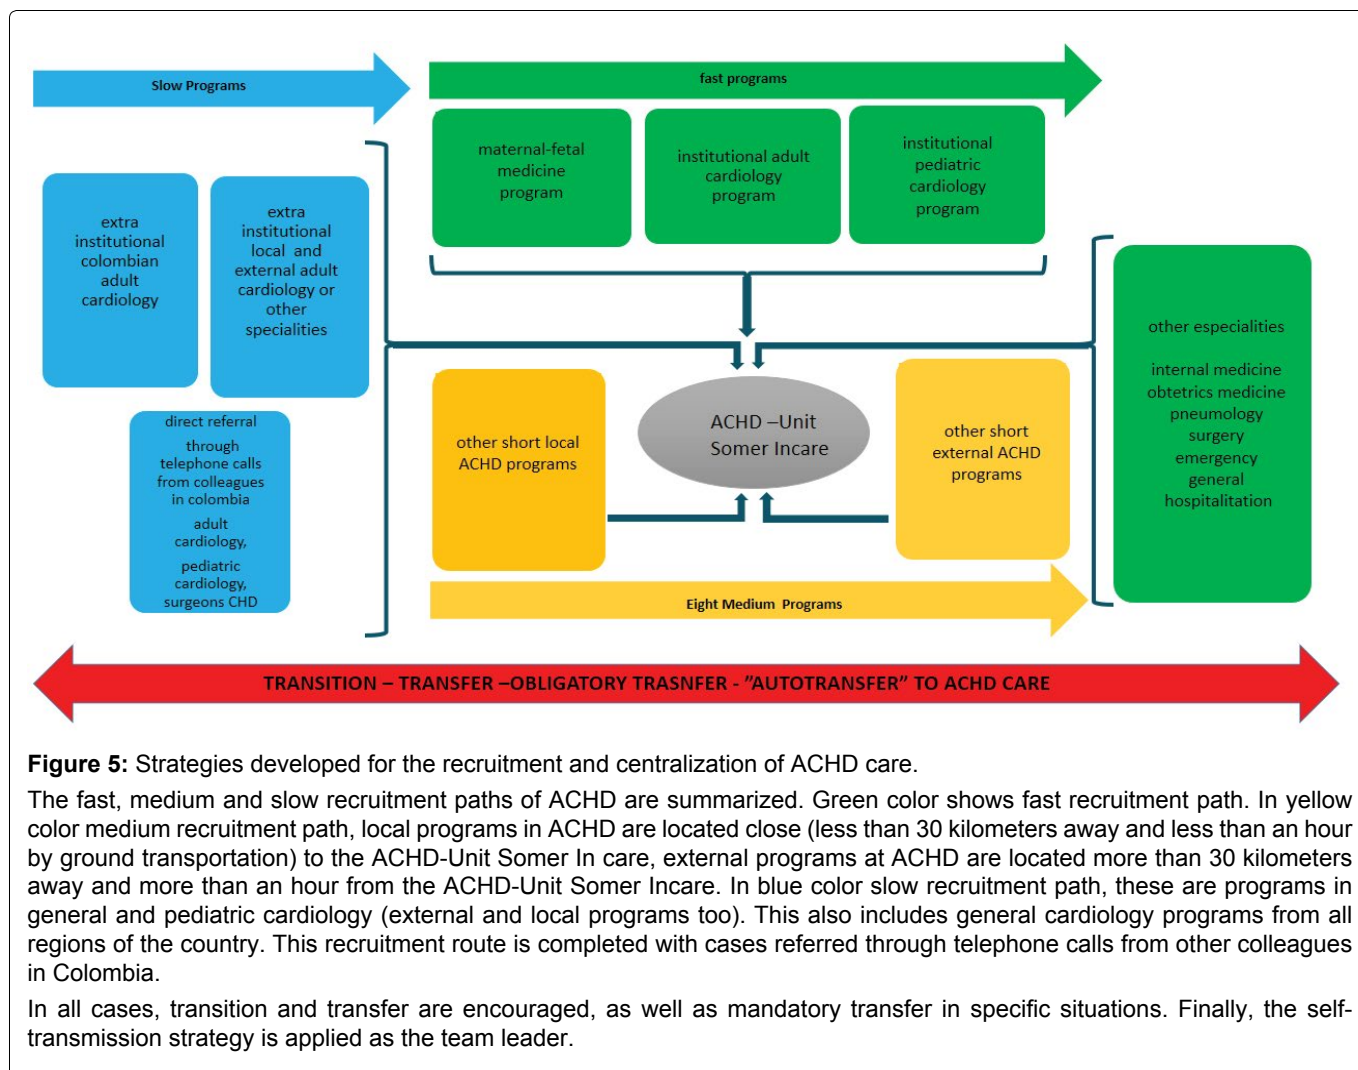 Slow Programs
fast programs
extra
institutional
colombian
adult
cardiology
extra
institutional
local and
external adult
cardiology or
other
specialities
direct referral
through
telephone calls
from colleagues
in colombia
adult
cardiology,
pediatric
cardiology,
surgeons CHD
maternal-fetal
medicine
program
institutional adult
cardiology
program
institutional
pediatric
cardiology
program
other short local
ACHD programs
ACHD –Unit
Somer Incare
other short
external ACHD
programs
other especialities
internal medicine
obtetrics medicine
pneumology
surgery
emergency
general
hospitalitation
Eight Medium Programs
TRANSITION – TRANSFER –OBLIGATORY TRASNFER - ”AUTOTRANSFER” TO ACHD CARE
Figure 5: Strategies developed for the recruitment and centralization of ACHD care.
The fast, medium and slow recruitment paths of ACHD are summarized. Green color shows fast recruitment path. In yellow
color medium recruitment path, local programs in ACHD are located close (less than 30 kilometers away and less than an hour
by ground transportation) to the ACHD-Unit Somer In care, external programs at ACHD are located more than 30 kilometers
away and more than an hour from the ACHD-Unit Somer Incare. In blue color slow recruitment path, these are programs in
general and pediatric cardiology (external and local programs too). This also includes general cardiology programs from all
regions of the country. This recruitment route is completed with cases referred through telephone calls from other colleagues
in Colombia.
In all cases, transition and transfer are encouraged, as well as mandatory transfer in specific situations. Finally, the self-
transmission strategy is applied as the team leader.